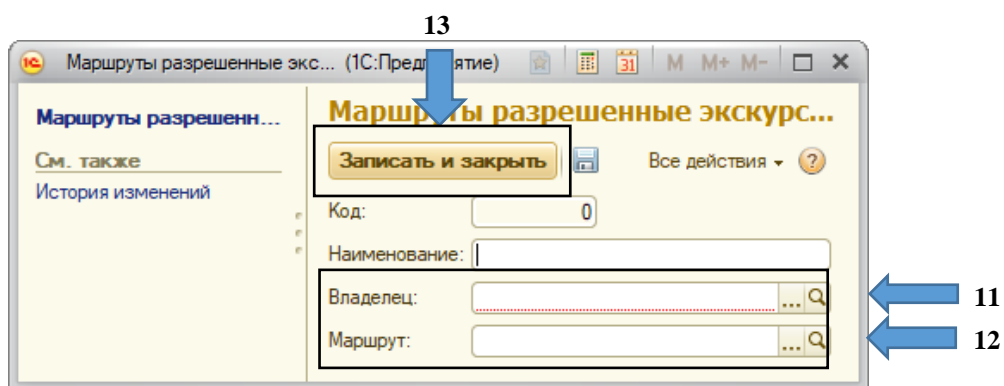 13
Маршруты разрешенные экс... (1С:Предприятие) 31 M M+ M-
Маршруты разрешенн...
См. также
История изменений
Маршруты разрешенные экскурс...
Записать и закрыть Все действия ?
Код: 0
Наименование:
Владелец: ...
Маршрут: ...
11
12